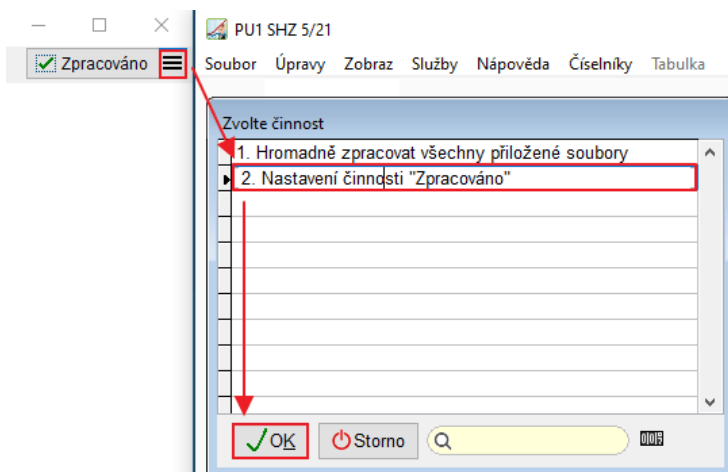 Zpracováno
PU1 SHZ 5/21
Soubor Úpravy Zobraz Služby Nápověda Číselníky Tabulka
Zvolte činnost
1. Hromadně zpracovat všechny přiložené soubory
2. Nastavení činnosti "Zpracováno"
OK Storno